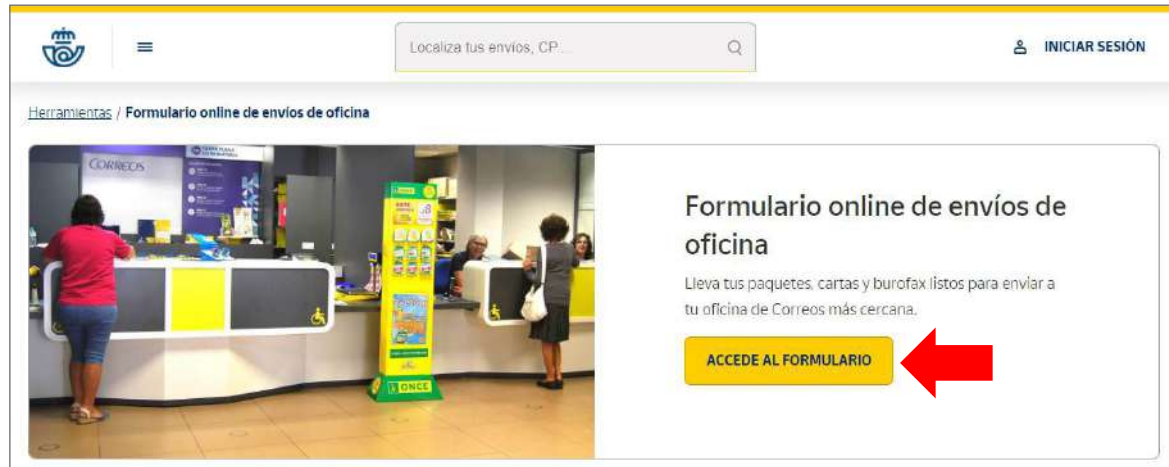 Localiza tus envíos, CP ...
INICIAR SESIÓN
Herramientas / Formulario online de envíos de oficina
CORREOS
Formulario online de envíos de
oficina
Lleva tus paquetes, cartas y burofax listos para enviar a
tu oficina de Correos más cercana.
ACCEDE AL FORMULARIO
ONCE